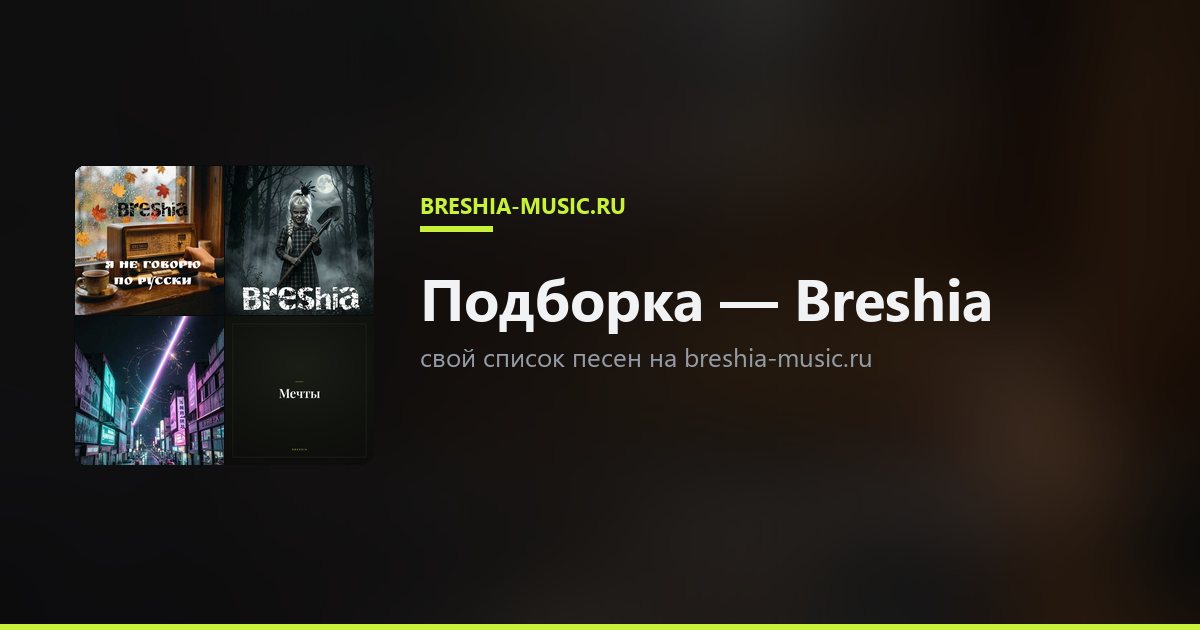 Breshia
Я НЕ ГОВОРЮ
ПО РУССКИ
Breshia
Мечты
BRESHIA-MUSIC.RU
Подборка — Breshia
свой список песен на breshia-music.ru